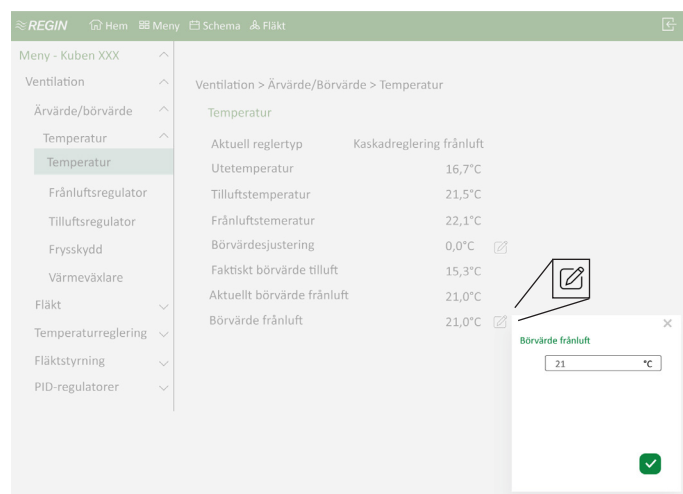 REGIN Hem Meny Schema Fläkt
Meny - Kuben XXX
Ventilation
Ärvärde/börvärde
Temperatur
Temperatur
Frånluftsregulator
Tilluftsregulator
Frysskydd
Värmeväxlare
Fläkt
Temperaturreglering
Fläktstyrning
PID-regulatorer
Ventilation > Ärvärde/Börvärde > Temperatur
Temperatur
Aktuell reglertyp Kaskadreglering frånluft
Utetemperatur 16,7°C
Tilluftstemperatur 21,5°C
Frånluftstemeratur 22,1°C
Börvärdesjustering 0,0°C
Faktiskt börvärde tilluft 15,3°C
Aktuellt börvärde frånluft 21,0°C
Börvärde frånluft 21,0°C
Börvärde frånluft
21 °C